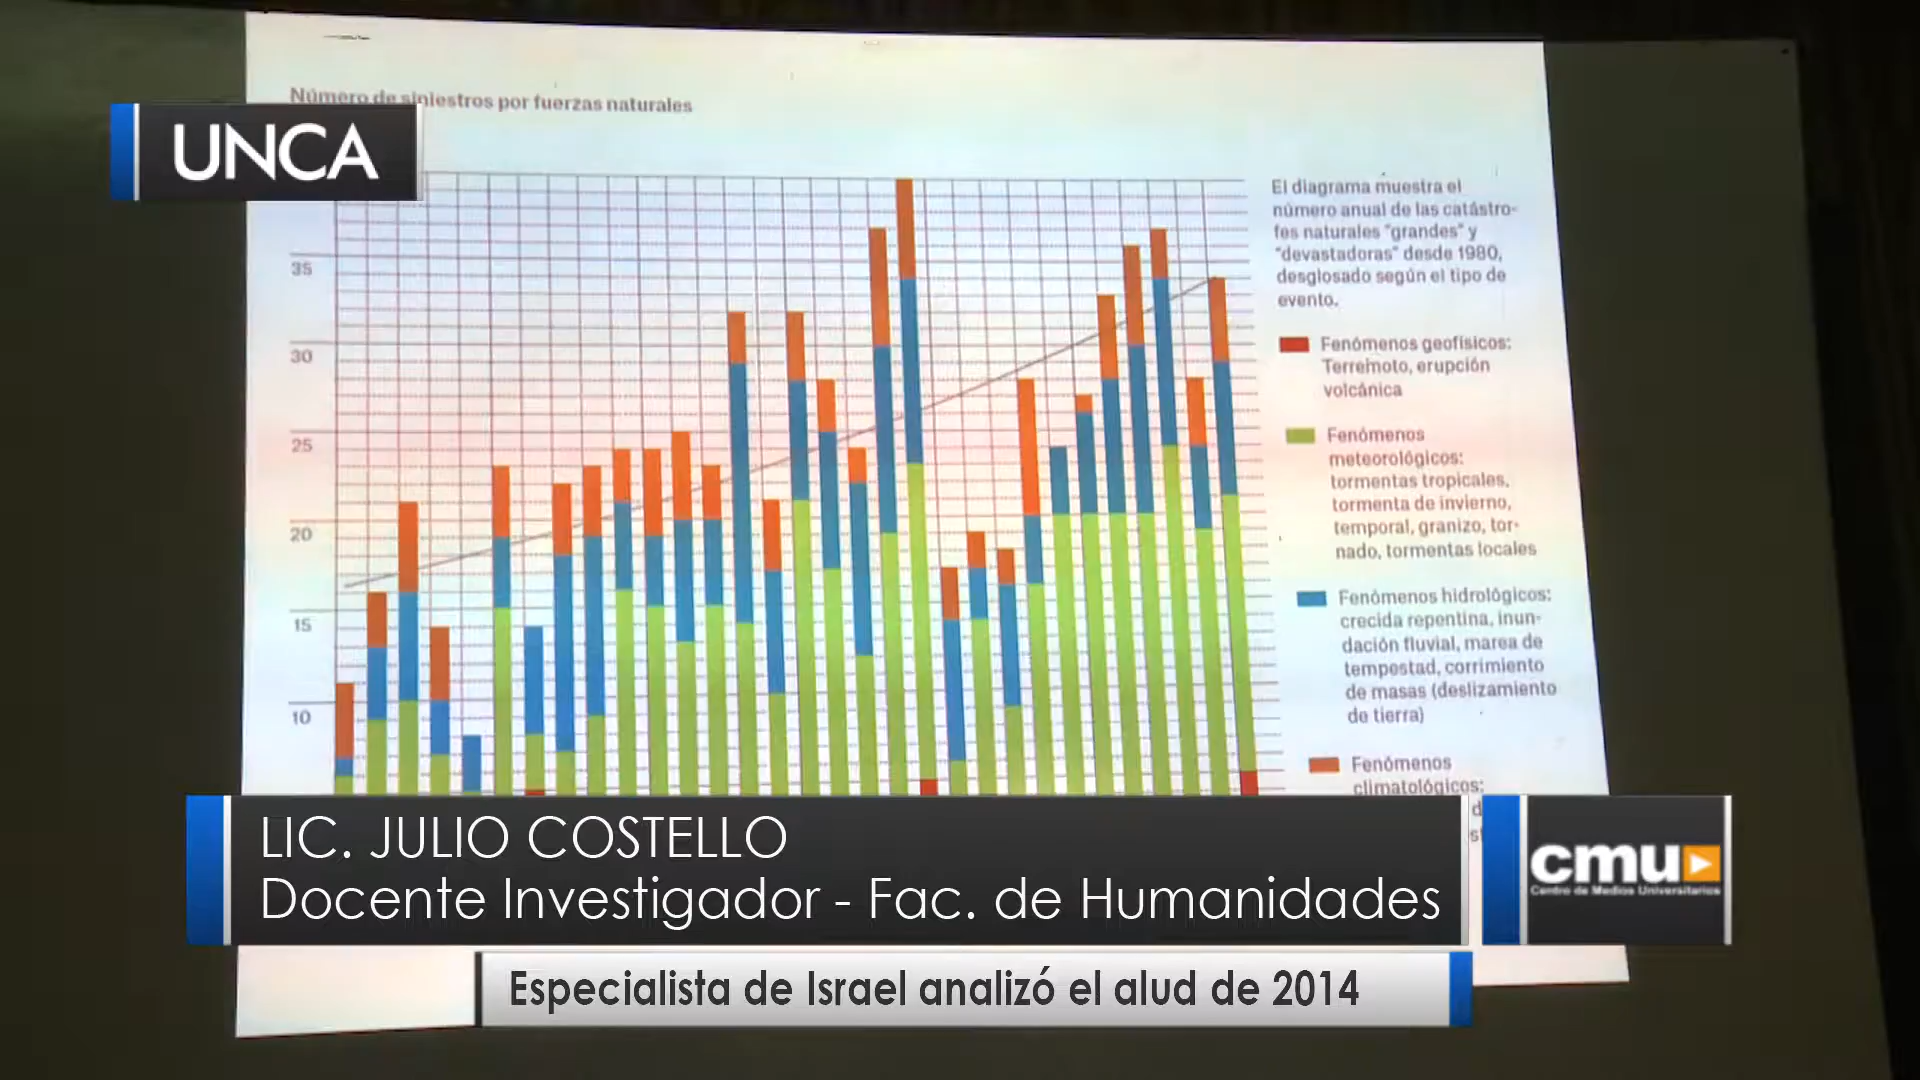 Número de siniestros por fuerzas naturales
UNCA
35
30
25
20
15
10
El diagrama muestra el
número anual de las catástro-
fes naturales "grandes" y
"devastadoras" desde 1980,
desglosado según el tipo de
evento.
Fenómenos geofísicos:
Terremoto, erupción
volcánica
Fenómenos
meteorológicos:
tormentas tropicales,
tormenta de invierno,
temporal, granizo, tor-
nado, tormentas locales
Fenómenos hidrológicos:
crecida repentina, inun-
dación fluvial, marea de
tempestad, corrimiento
de masas (deslizamiento
de tierra)
Fenómenos
climatológicos:
LIC. JULIO COSTELLO
Docente Investigador - Fac. de Humanidades
cmu
Centro de Medios Universitarios
Especialista de Israel analizó el alud de 2014